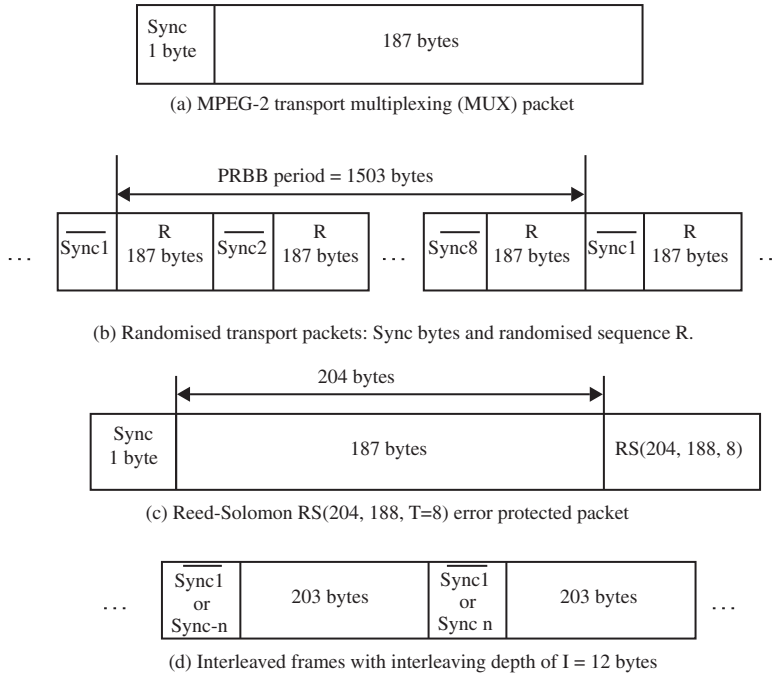 Sync
1 byte
187 bytes
(a) MPEG-2 transport multiplexing (MUX) packet
PRBB period = 1503 bytes
... Sync1 R 187 bytes Sync2 R 187 bytes ... Sync8 R 187 bytes Sync1 R 187 bytes ..
(b) Randomised transport packets: Sync bytes and randomised sequence R.
204 bytes
Sync
1 byte
187 bytes
RS(204, 188, 8)
(c) Reed-Solomon RS(204, 188, T=8) error protected packet
...
Sync1
or
Sync-n
203 bytes
Sync1
or
Sync n
203 bytes
...
(d) Interleaved frames with interleaving depth of I = 12 bytes